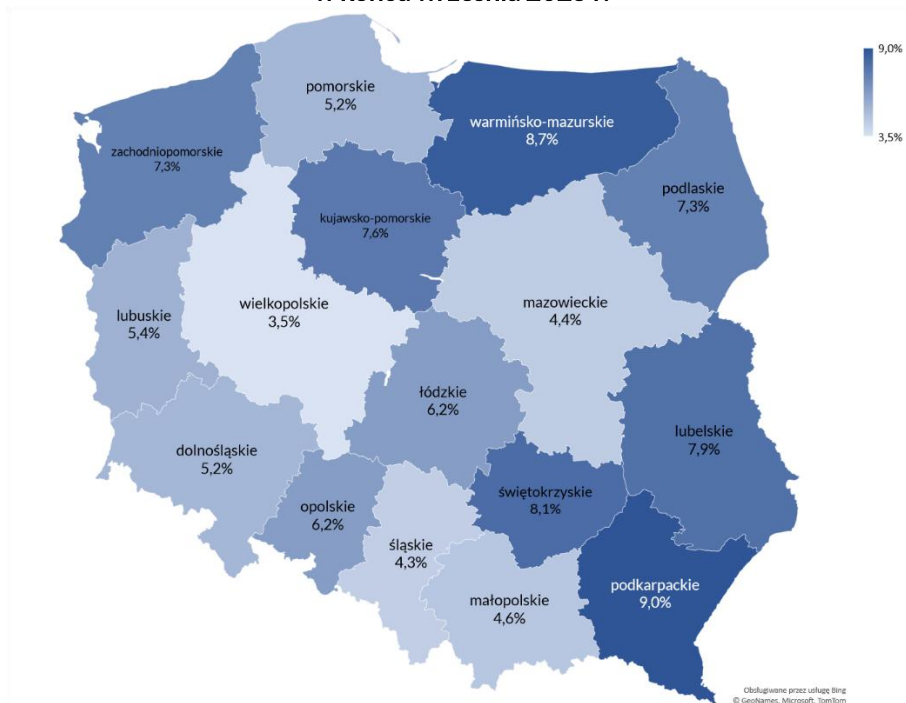 9,0%
pomorskie
5,2%
warmińsko-mazurskie
8,7%
3,5%
zachodniopomorskie
7,3%
podlaskie
7,3%
kujawsko-pomorskie
7,6%
wielkopolskie
3,5%
mazowieckie
4,4%
lubuskie
5,4%
łódzkie
6,2%
lubelskie
7,9%
dolnośląskie
5,2%
świętokrzyskie
8,1%
opolskie
6,2%
śląskie
4,3%
podkarpackie
9,0%
małopolskie
4,6%
Obsługiwane przez usługę Bing
© GeoNames, Microsoft, TomTom